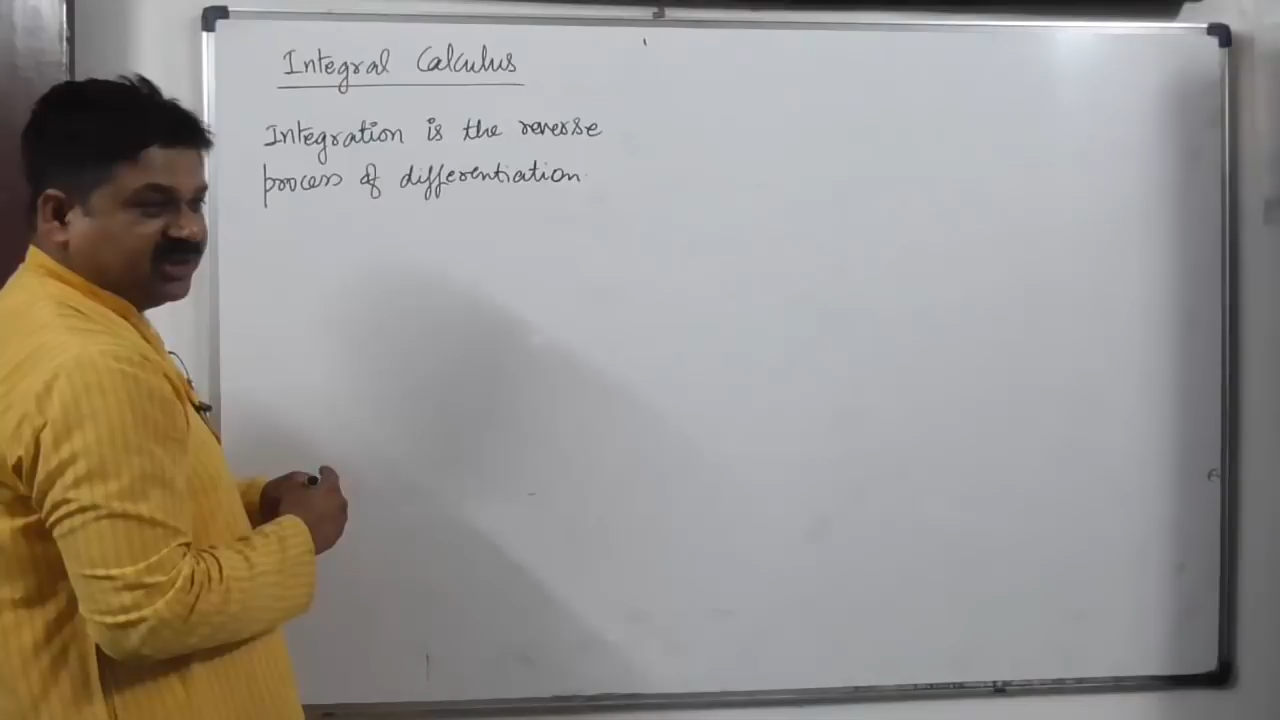 Integral Calculus
Integration is the reverse
process of differentiation.